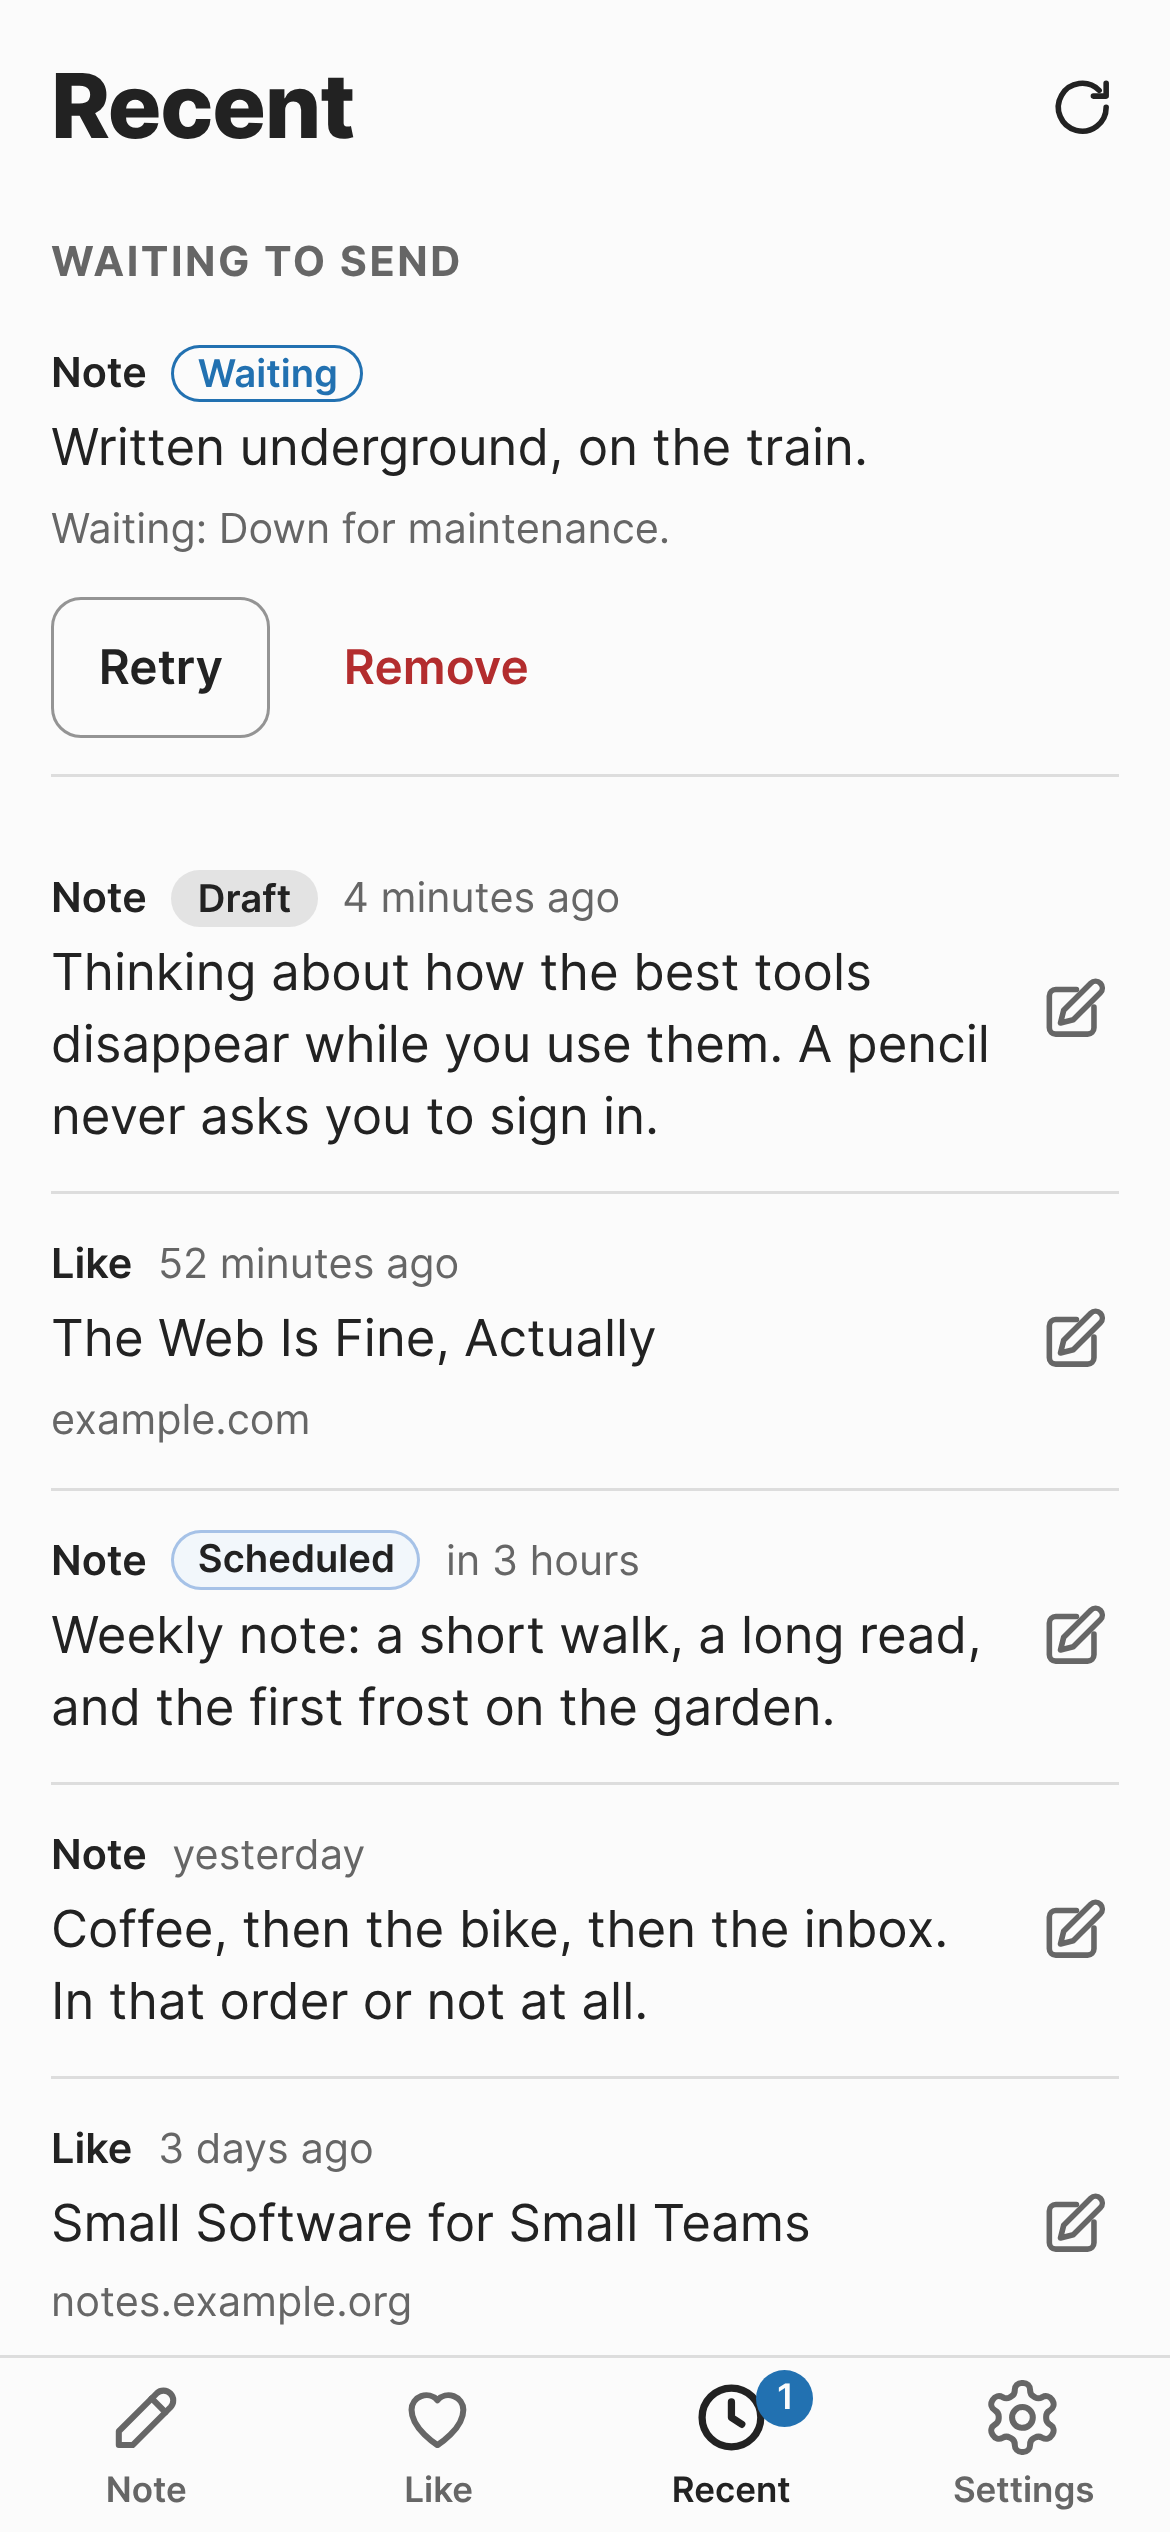 Recent
WAITING TO SEND
Note Waiting
Written underground, on the train.
Waiting: Down for maintenance.
Retry Remove
Note Draft 4 minutes ago
Thinking about how the best tools
disappear while you use them. A pencil
never asks you to sign in.
Like 52 minutes ago
The Web Is Fine, Actually
example.com
Note Scheduled in 3 hours
Weekly note: a short walk, a long read,
and the first frost on the garden.
Note yesterday
Coffee, then the bike, then the inbox.
In that order or not at all.
Like 3 days ago
Small Software for Small Teams
notes.example.org
1
Note Like Recent Settings